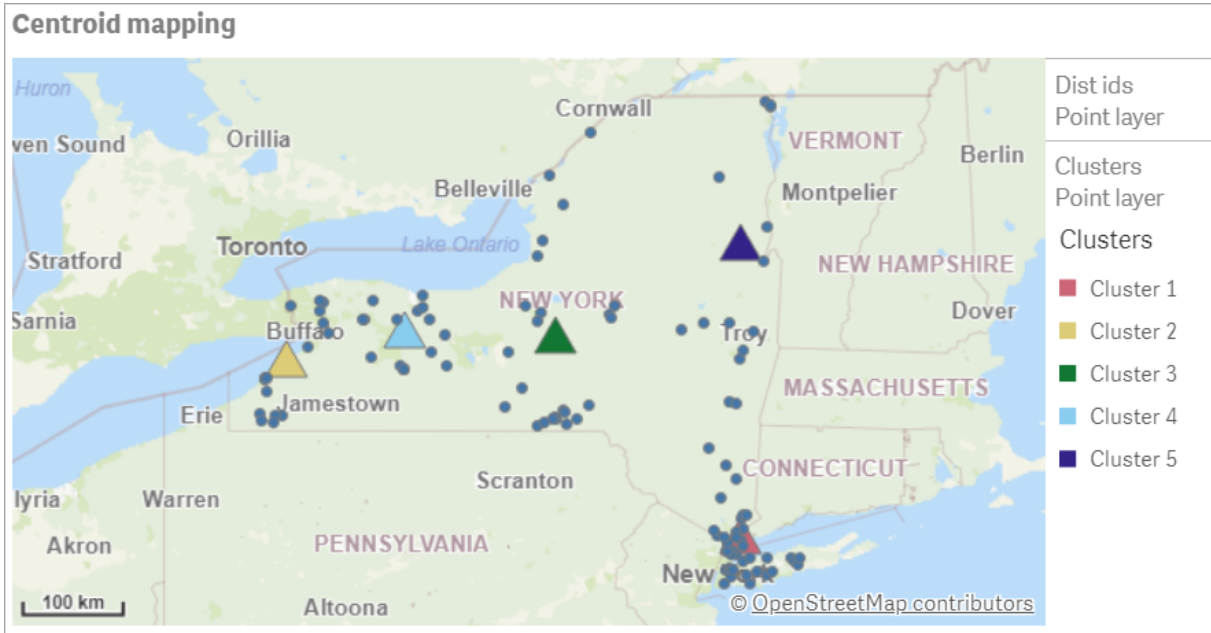 Centroid mapping
Huron
Cornwall
Orillia
wen Sound
VERMONT
Berlin
Belleville
Montpelier
Toronto
Lake Ontario
Stratford
NEW HAMPSHIRE
NEW YORK
Sarnia
Buffalo
Dover
Troy
MASSACHUSETTS
Jamestown
Erie
CONNECTICUT
Scranton
lyria
Warren
Akron
PENNSYLVANIA
New York
Altoona
100 km
© OpenStreetMap contributors
Dist ids
Point layer
Clusters
Point layer
Clusters
Cluster 1
Cluster 2
Cluster 3
Cluster 4
Cluster 5